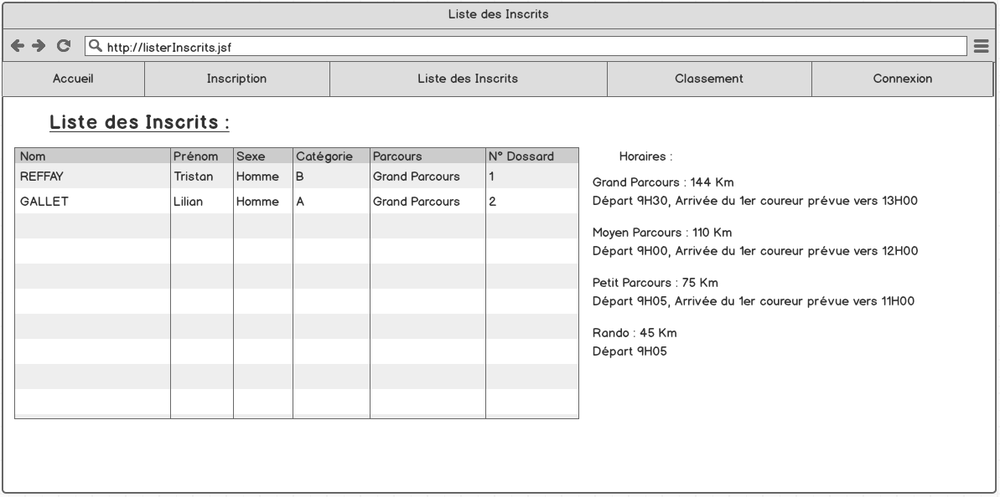 Liste des Inscrits
http://listerInscrits.jsf
Accueil Inscription Liste des Inscrits Classement Connexion
Liste des Inscrits :
Nom Prénom Sexe Catégorie Parcours N° Dossard
REFFAY Tristan Homme B Grand Parcours 1
GALLET Lilian Homme A Grand Parcours 2
Horaires :
Grand Parcours : 144 Km
Départ 9H30, Arrivée du 1er coureur prévue vers 13H00
Moyen Parcours : 110 Km
Départ 9H00, Arrivée du 1er coureur prévue vers 12H00
Petit Parcours : 75 Km
Départ 9H05, Arrivée du 1er coureur prévue vers 11H00
Rando : 45 Km
Départ 9H05